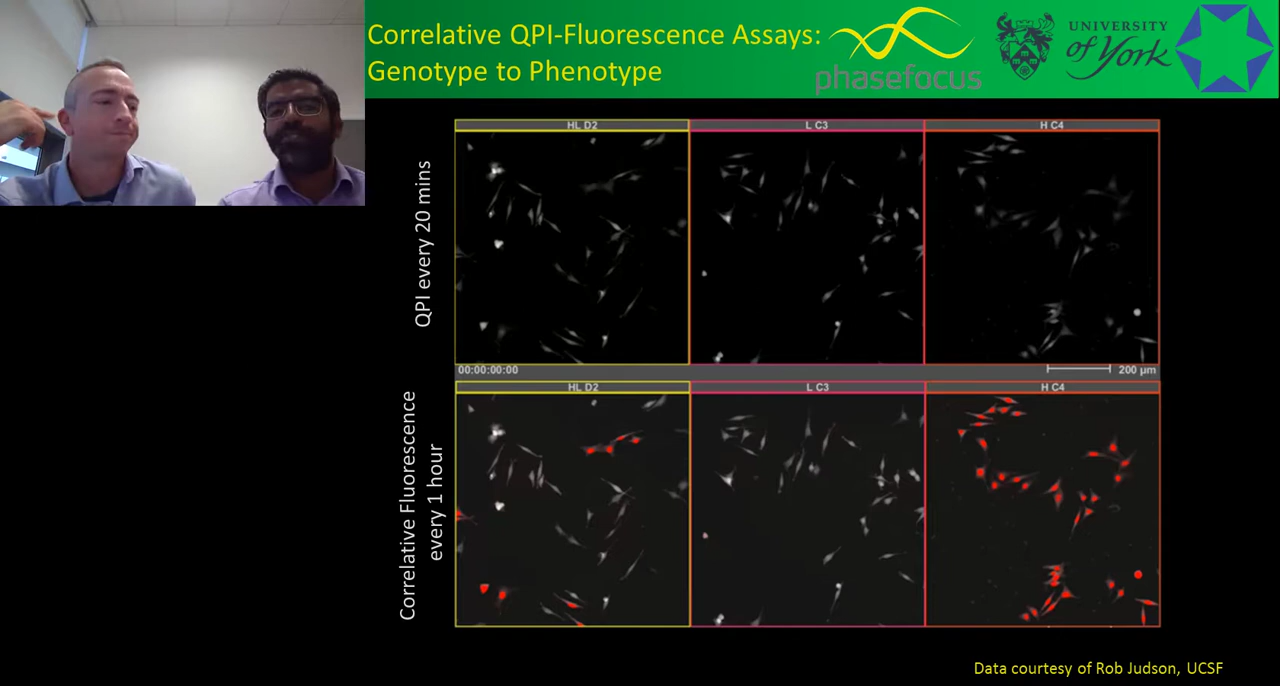 Correlative QPI-Fluorescence Assays:
Genotype to Phenotype
phasefocus
UNIVERSITY
of York
HL D2
L C3
H C4
QPI every 20 mins
00:00:00:00
200 µm
HL D2
L C3
H C4
Correlative Fluorescence
every 1 hour
Data courtesy of Rob Judson, UCSF